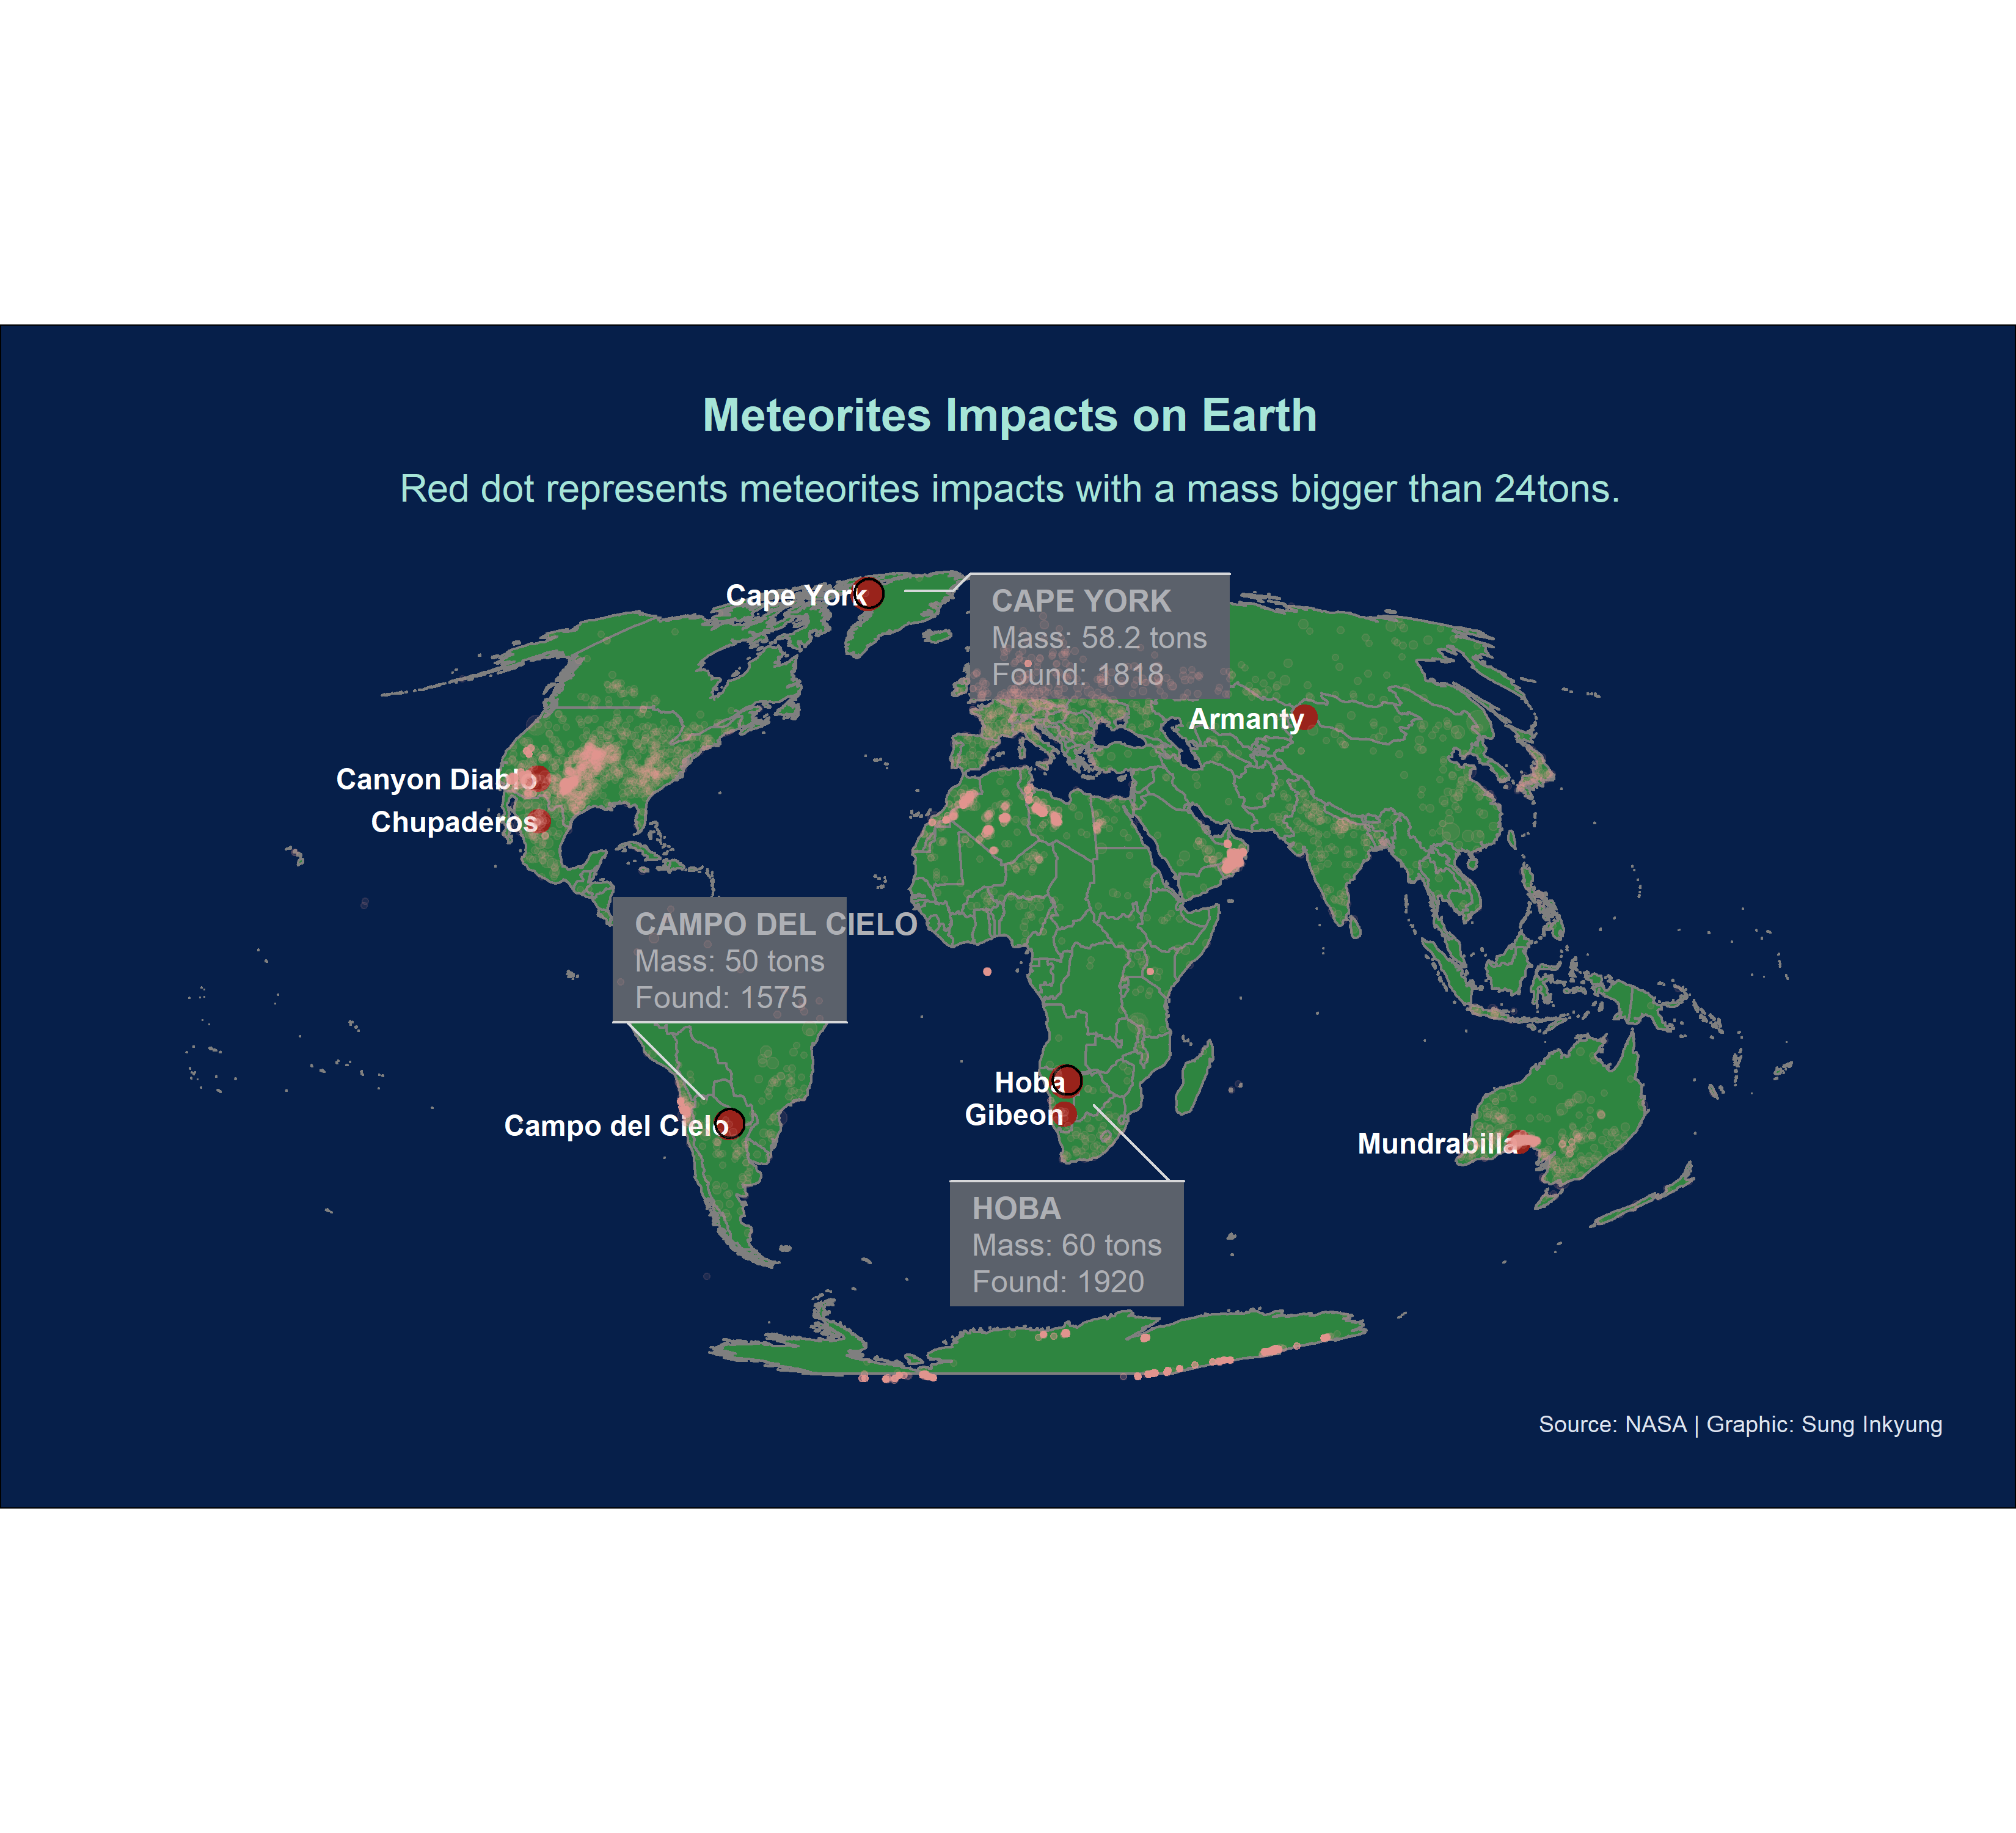 Meteorites Impacts on Earth
Red dot represents meteorites impacts with a mass bigger than 24tons.
Cape York
CAPE YORK
Mass: 58.2 tons
Found: 1818
Armanty
Canyon Diablo
Chupaderos
CAMPO DEL CIELO
Mass: 50 tons
Found: 1575
Hoba
Gibeon
Campo del Cielo
Mundrabilla
HOBA
Mass: 60 tons
Found: 1920
Source: NASA | Graphic: Sung Inkyung